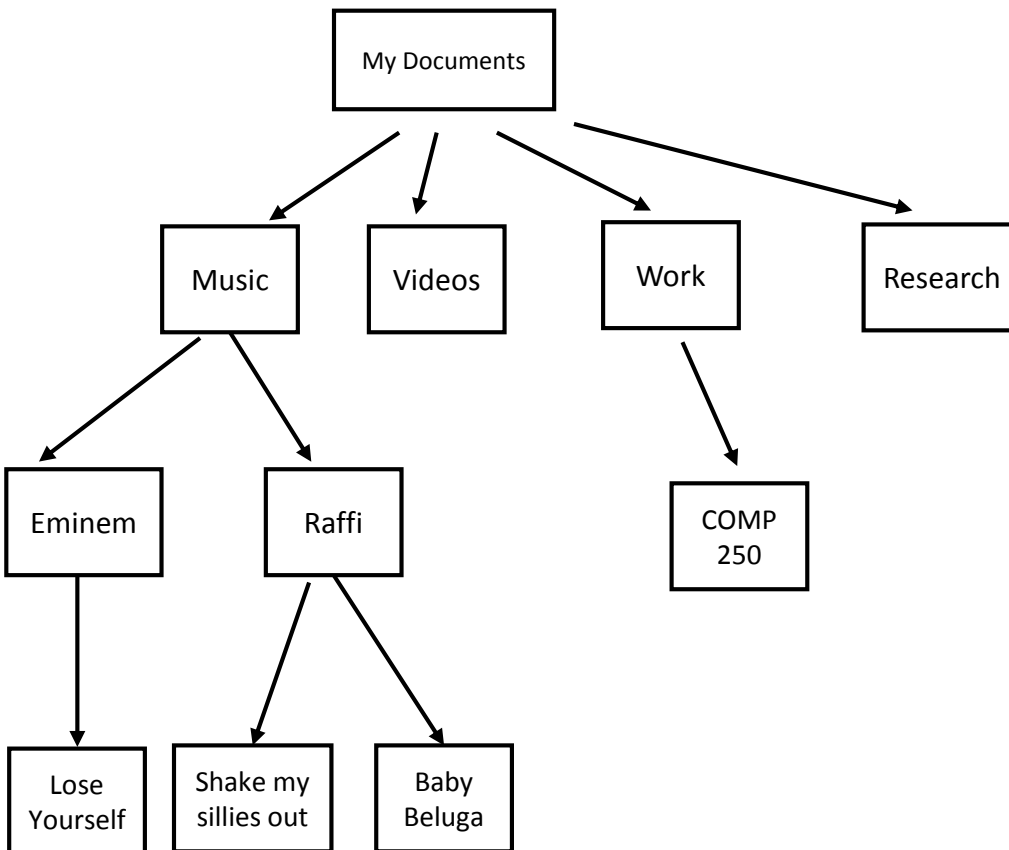 My Documents
Music
Videos
Work
Research
Eminem
Raffi
COMP
250
Lose
Yourself
Shake my
sillies out
Baby
Beluga